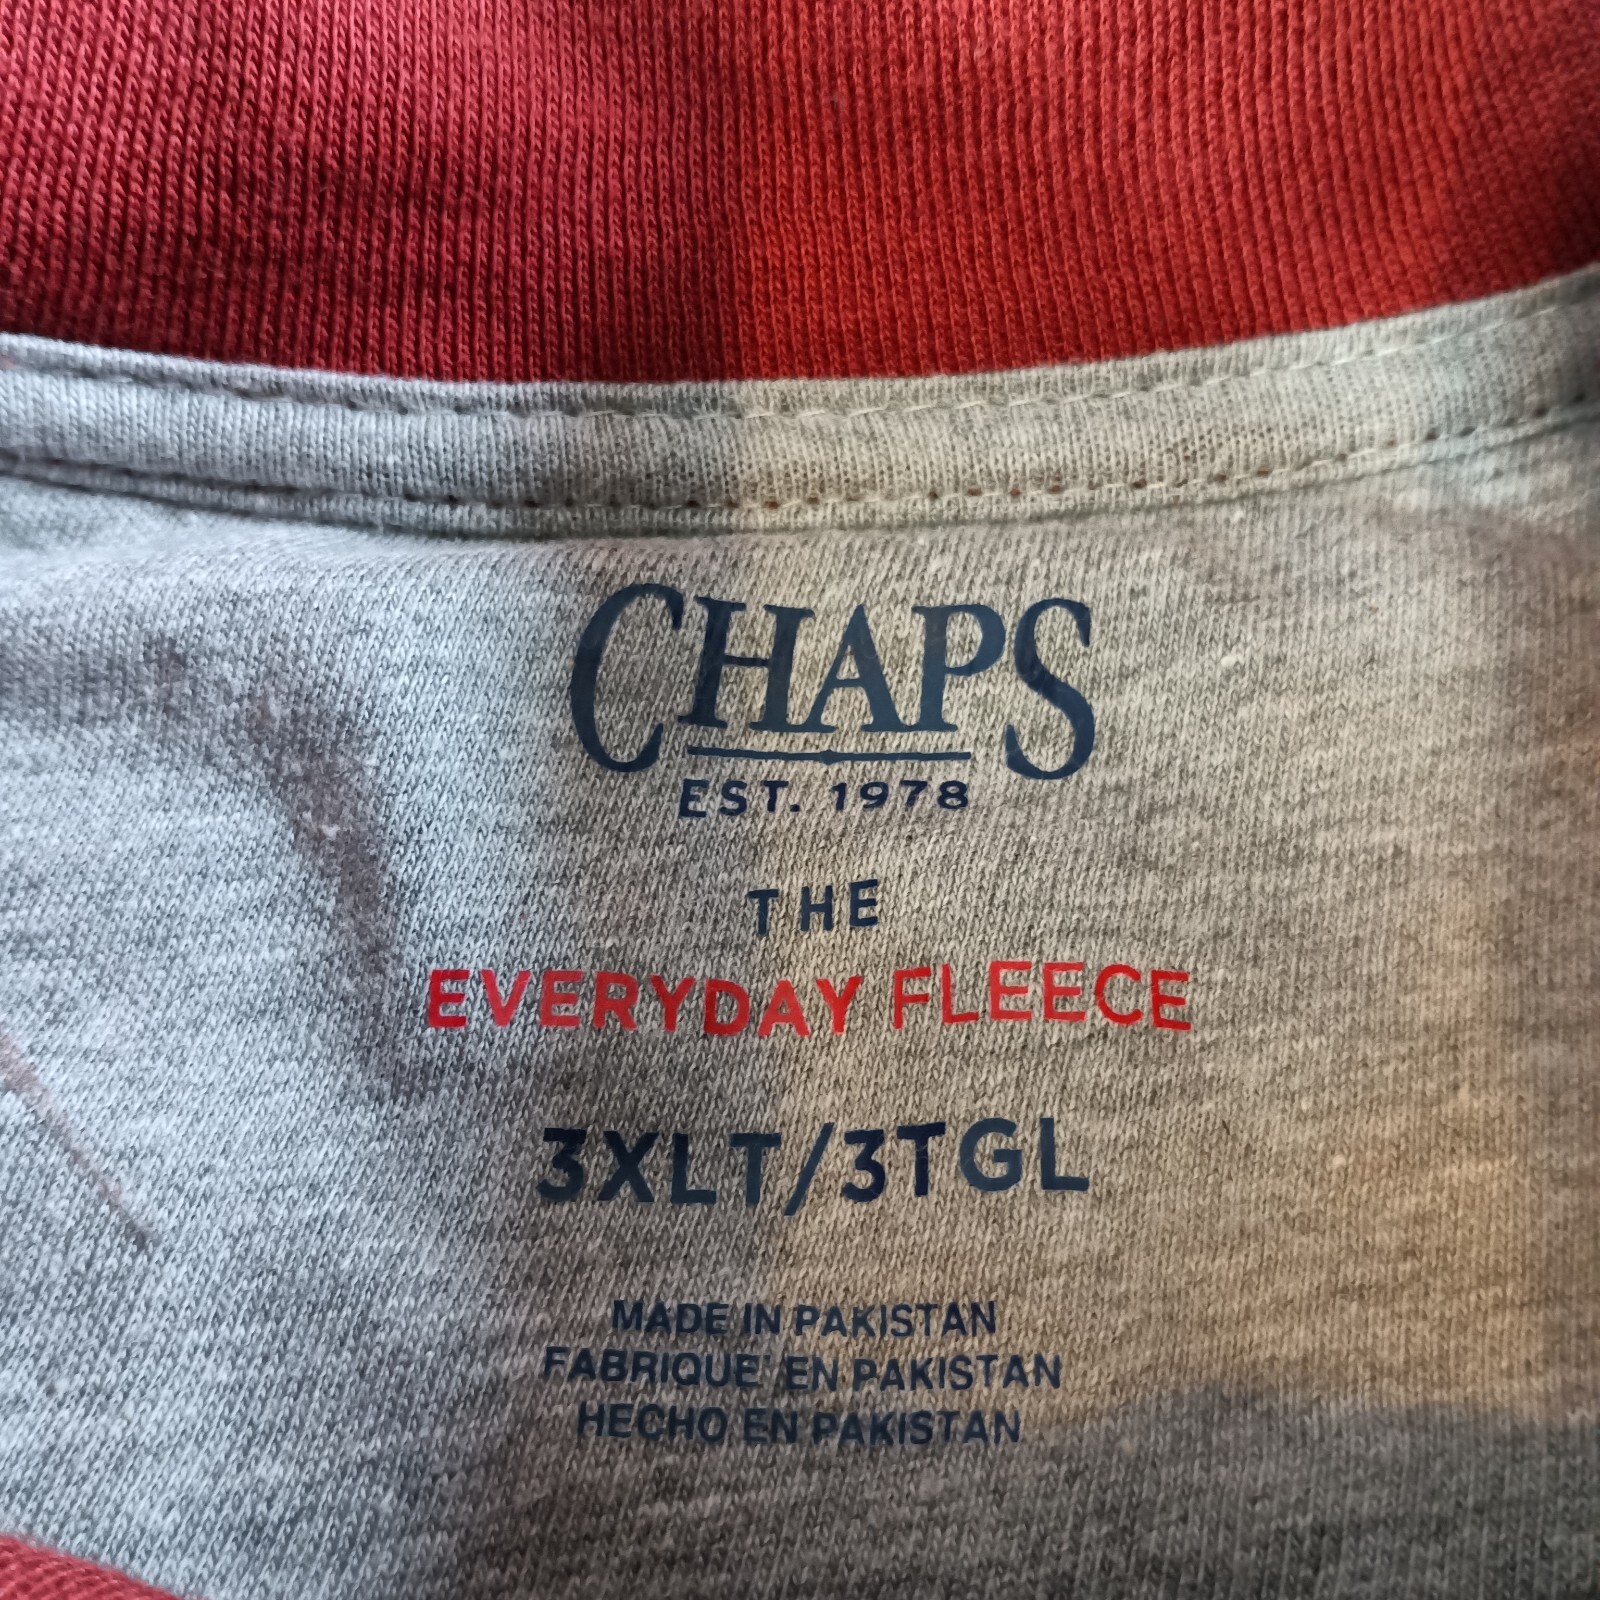 CHAPS
EST. 1978
THE
EVERYDAY FLEECE
3XLT/3TGL
MADE IN PAKISTAN
FABRIQUE' EN PAKISTAN
HECHO EN PAKISTAN